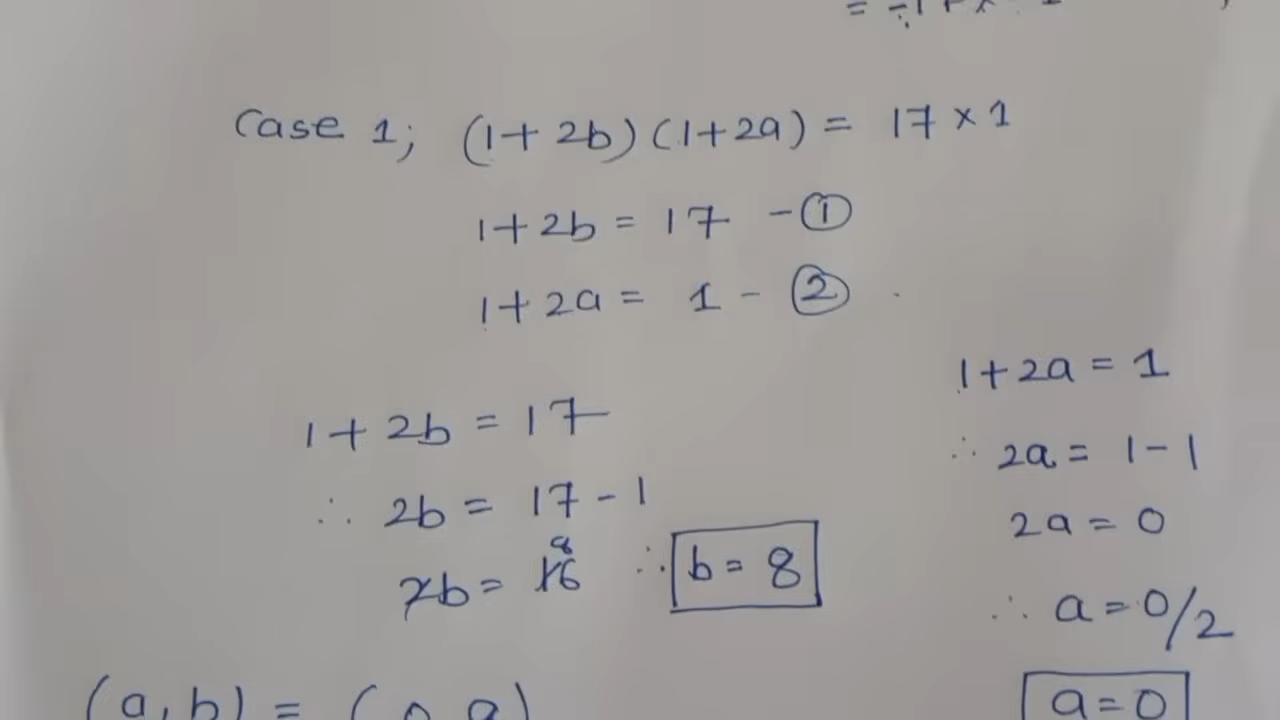 Case 1; (1+2b)(1+2a) = 17 × 1
1+2b = 17 - ①
1+2a = 1 - ②
1+2b = 17
∴ 2b = 17-1
2b = 16 8
∴ b = 8
1+2a = 1
∴ 2a = 1-1
2a = 0
∴ a = 0/2
a = 0
(a, b) = (